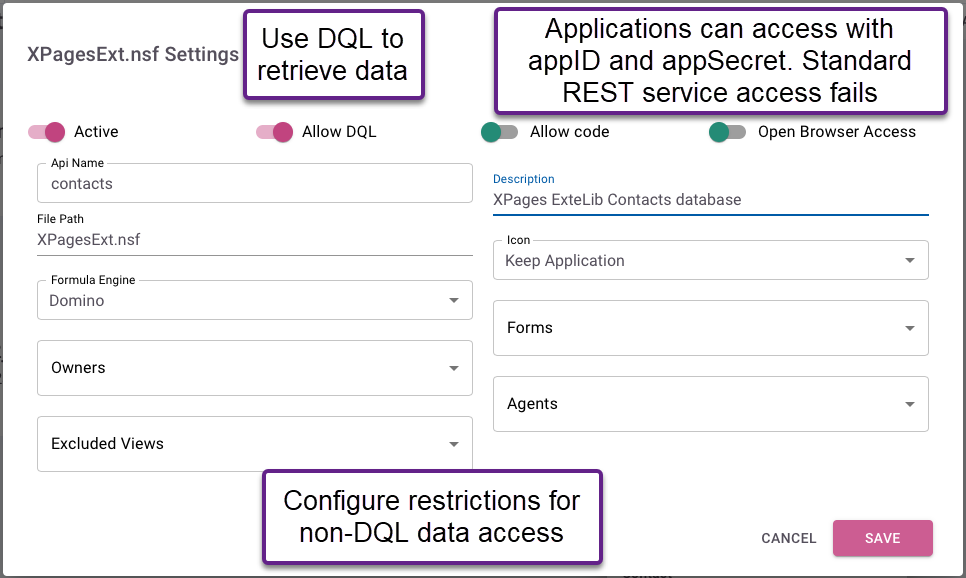 XPagesExt.nsf Settings
Use DQL to
retrieve data
Applications can access with
appID and appSecret. Standard
REST service access fails
Active
Allow DQL
Allow code
Open Browser Access
Api Name
contacts
Description
XPages ExteLib Contacts database
File Path
XPagesExt.nsf
Icon
Keep Application
Formula Engine
Domino
Forms
Owners
Agents
Excluded Views
Configure restrictions for
non-DQL data access
CANCEL
SAVE